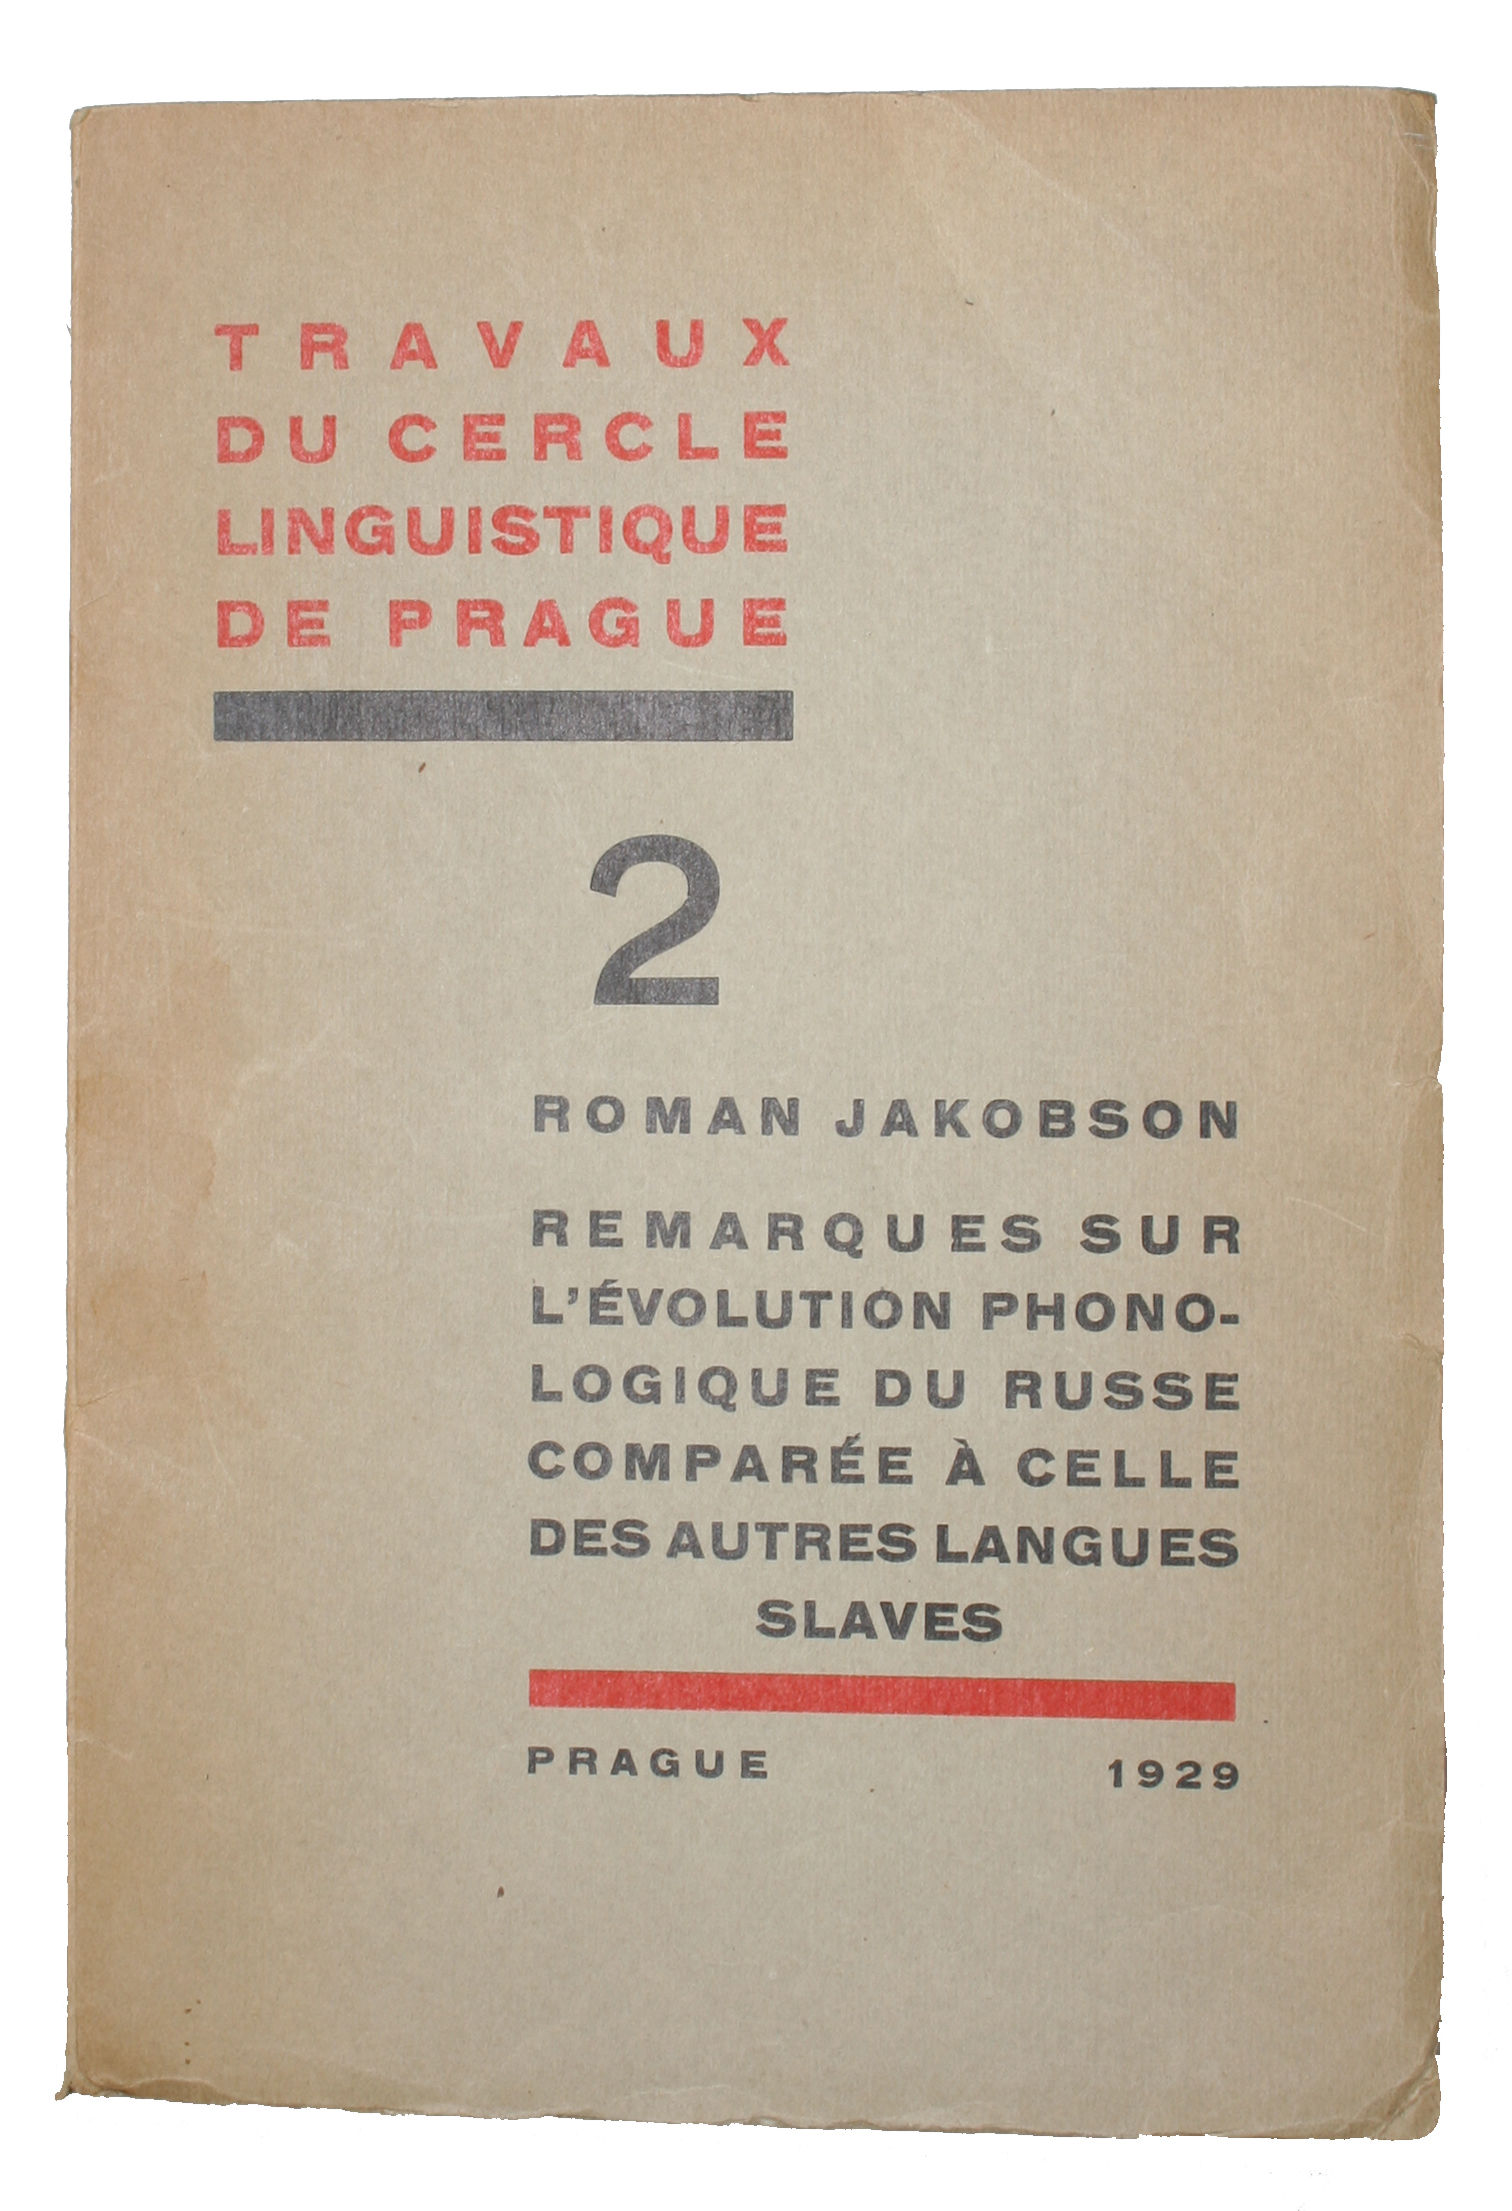 TRAVAUX
DU CERCLE
LINGUISTIQUE
DE PRAGUE
2
ROMAN JAKOBSON
REMARQUES SUR
L'ÉVOLUTION PHONO-
LOGIQUE DU RUSSE
COMPARÉE À CELLE
DES AUTRES LANGUES
SLAVES
PRAGUE 1929